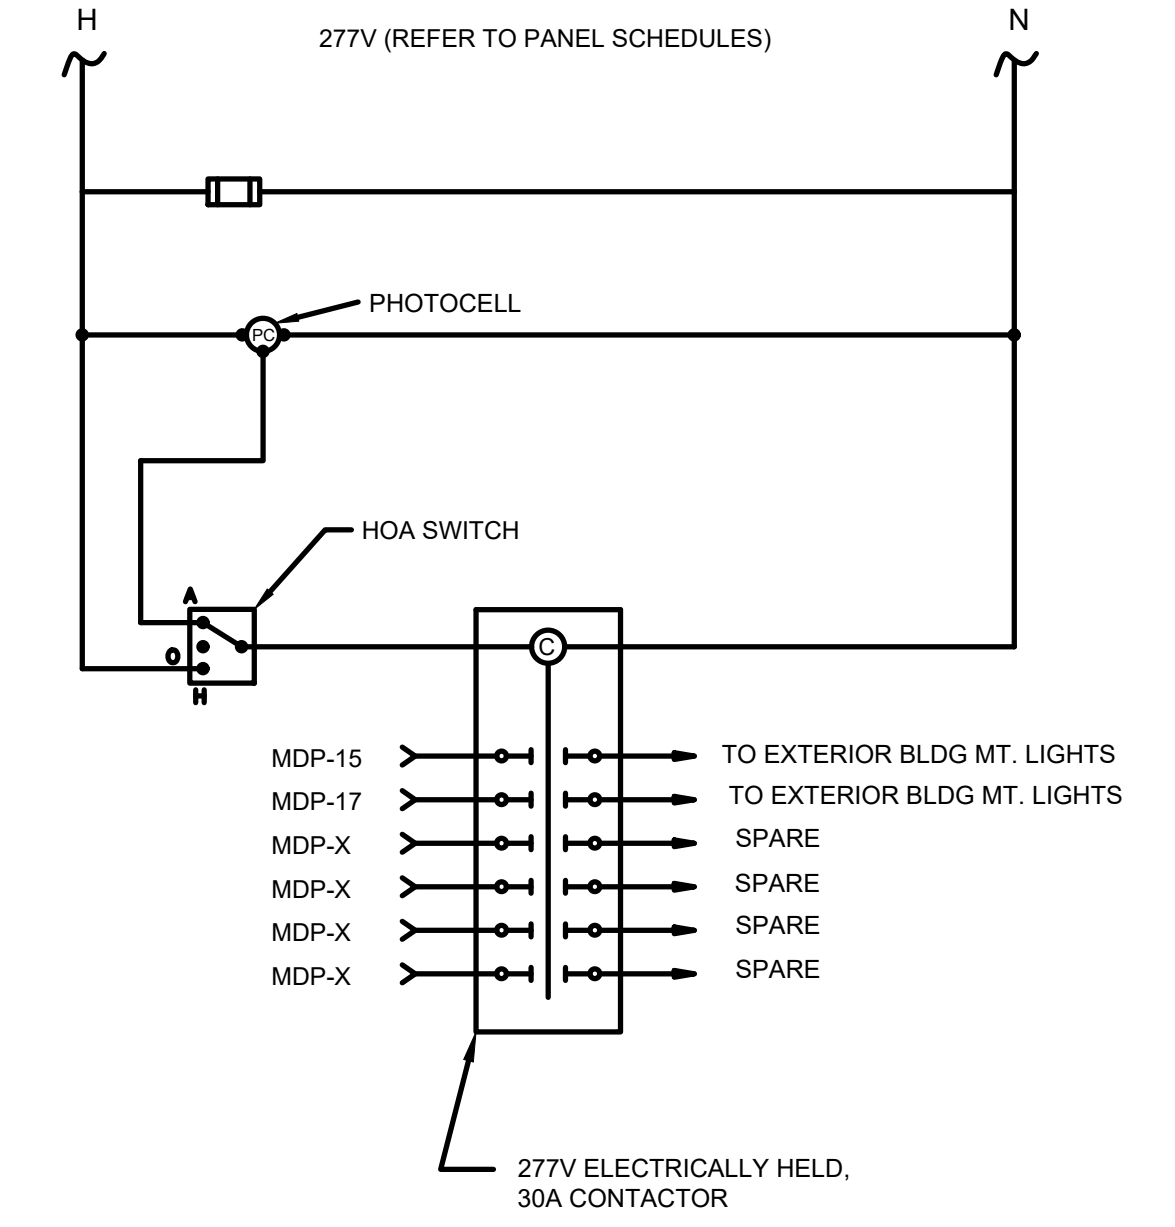 H
N
277V (REFER TO PANEL SCHEDULES)
PHOTOCELL
PC
HOA SWITCH
A
O
H
C
MDP-15
TO EXTERIOR BLDG MT. LIGHTS
MDP-17
TO EXTERIOR BLDG MT. LIGHTS
MDP-X
SPARE
MDP-X
SPARE
MDP-X
SPARE
MDP-X
SPARE
277V ELECTRICALLY HELD,
30A CONTACTOR